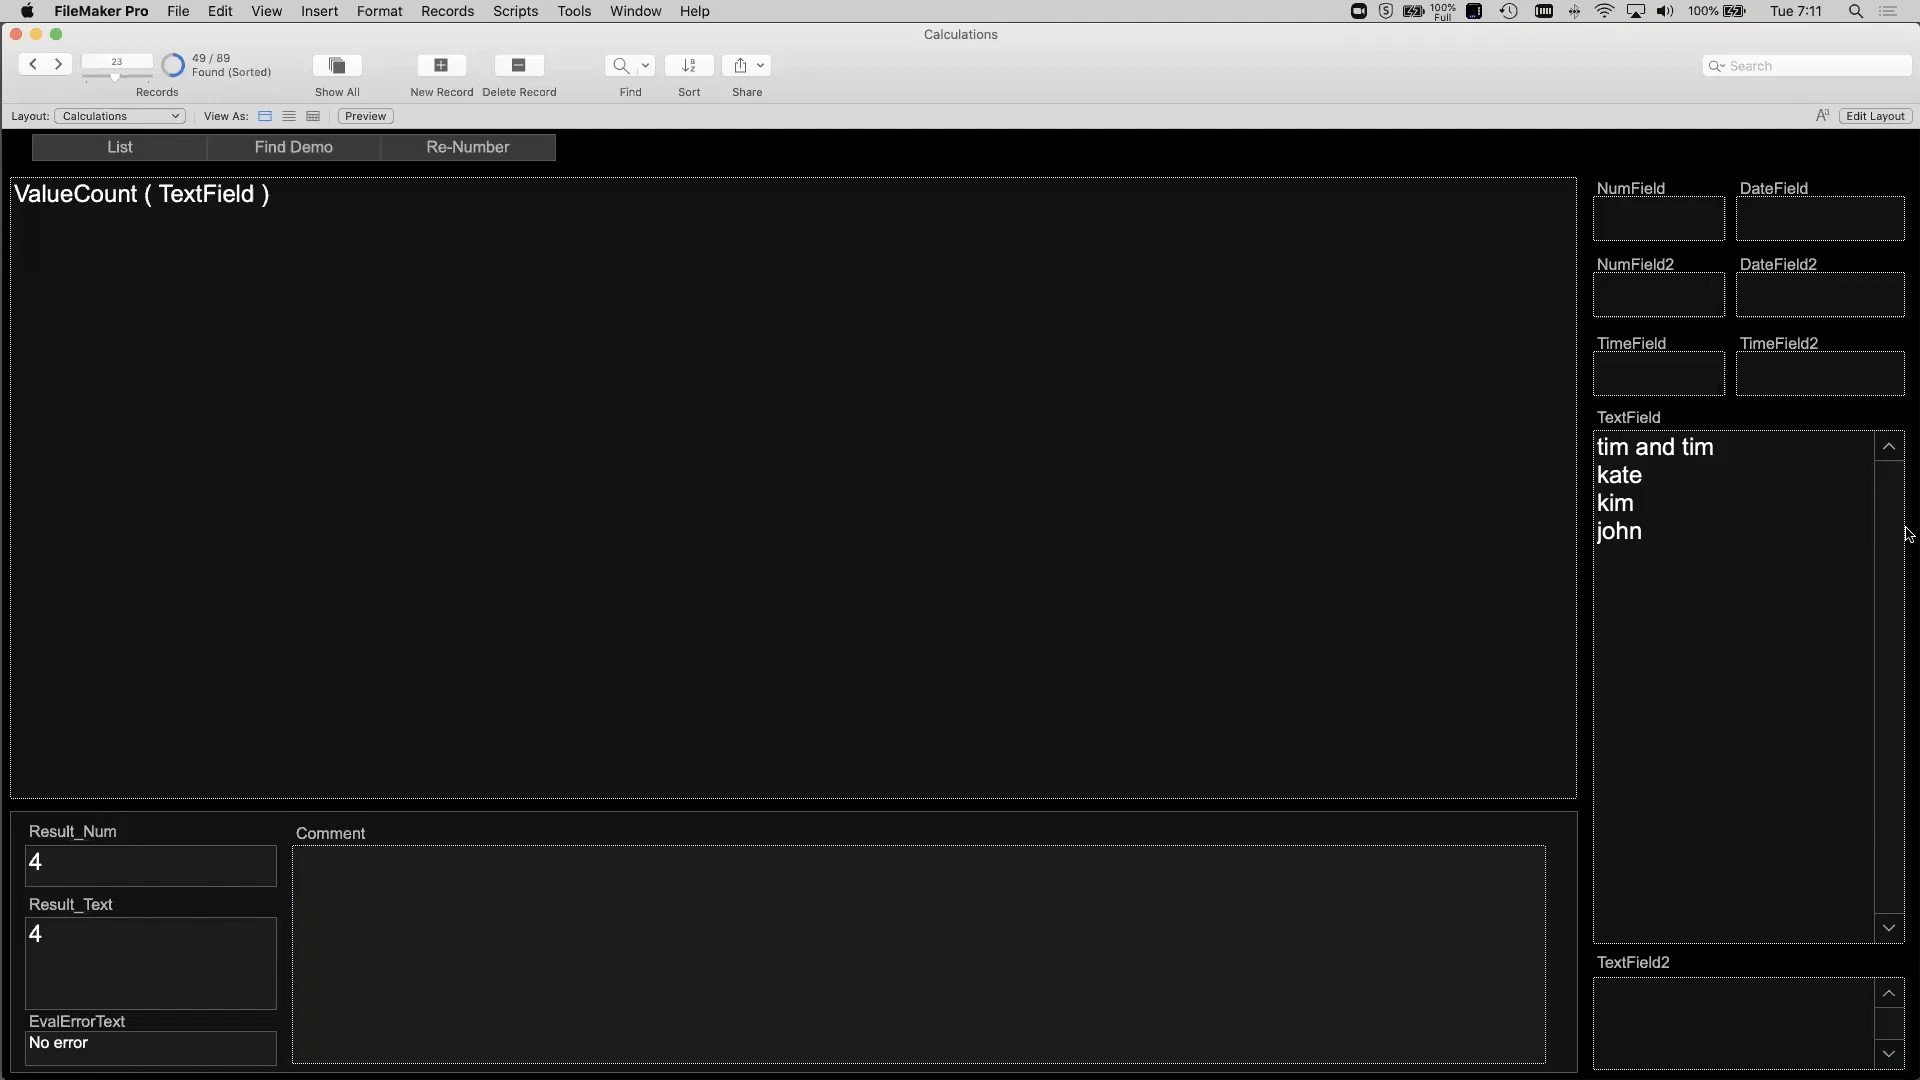 FileMaker Pro File Edit View Insert Format Records Scripts Tools Window Help 100% Full 100% Tue 7:11
Calculations
23 49 / 89
Found (Sorted)
Search
Records Show All New Record Delete Record Find Sort Share
Layout: Calculations View As: Preview Aª Edit Layout
List Find Demo Re-Number
ValueCount ( TextField )
NumField DateField
NumField2 DateField2
TimeField TimeField2
TextField
tim and tim
kate
kim
john
Result_Num
4
Comment
Result_Text
4
EvalErrorText
No error
TextField2